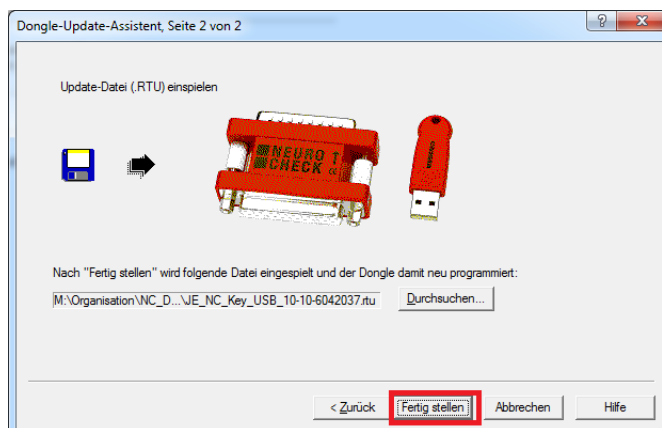 Dongle-Update-Assistent, Seite 2 von 2
Update-Datei (.RTU) einspielen
NEURO
CHECK
Nach "Fertig stellen" wird folgende Datei eingespielt und der Dongle damit neu programmiert:
M:\Organisation\NC_D...\JE_NC_Key_USB_10-10-6042037.rtu
Durchsuchen...
< Zurück
Fertig stellen
Abbrechen
Hilfe